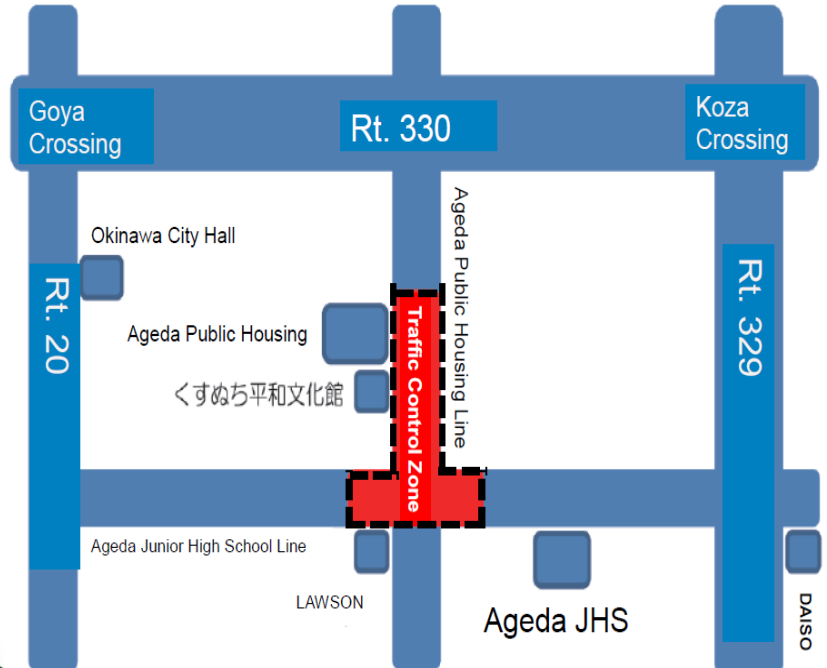 Goya
Crossing
Rt. 330
Koza
Crossing
Okinawa City Hall
Rt. 20
Ageda Public Housing
くすぬち平和文化館
Traffic Control Zone
Ageda Public Housing Line
Rt. 329
Ageda Junior High School Line
LAWSON
Ageda JHS
DAISO